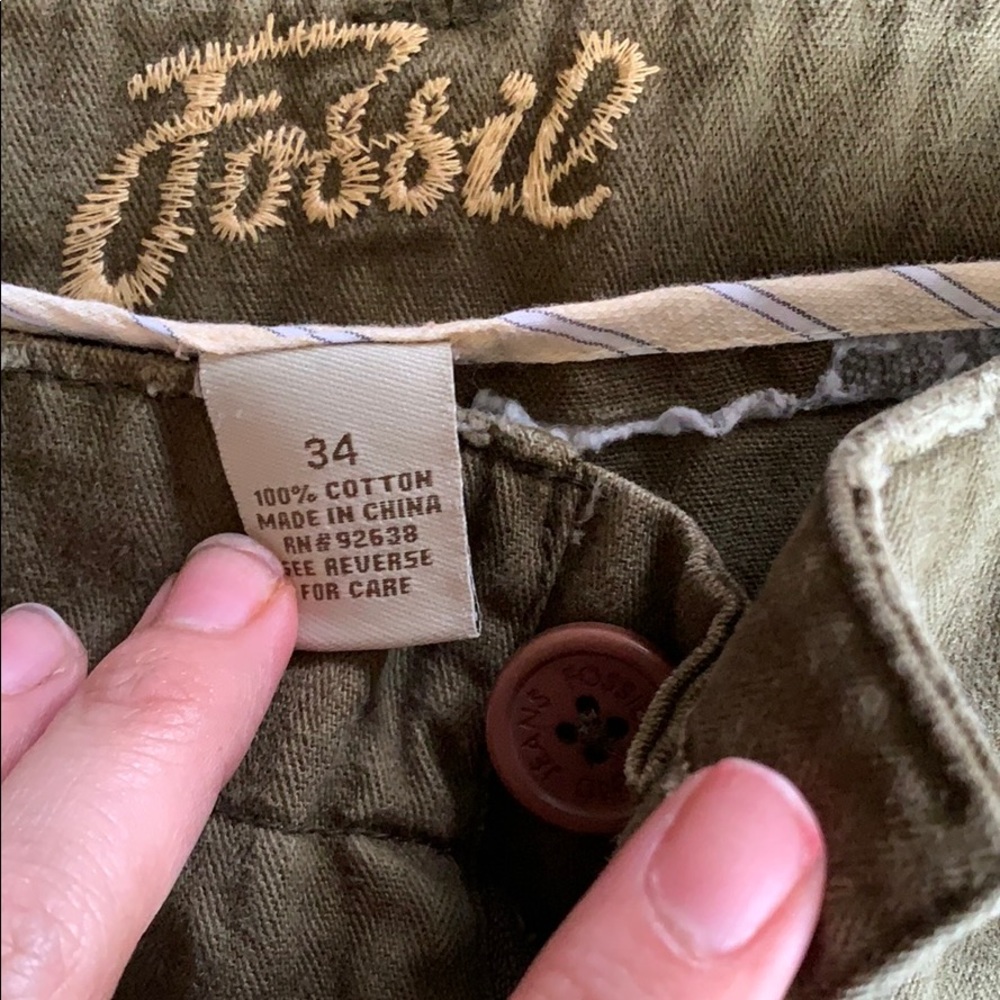 Fossil
34
100% COTTON
MADE IN CHINA
RN#92638
SEE REVERSE
FOR CARE
FOSSIL
JEANS